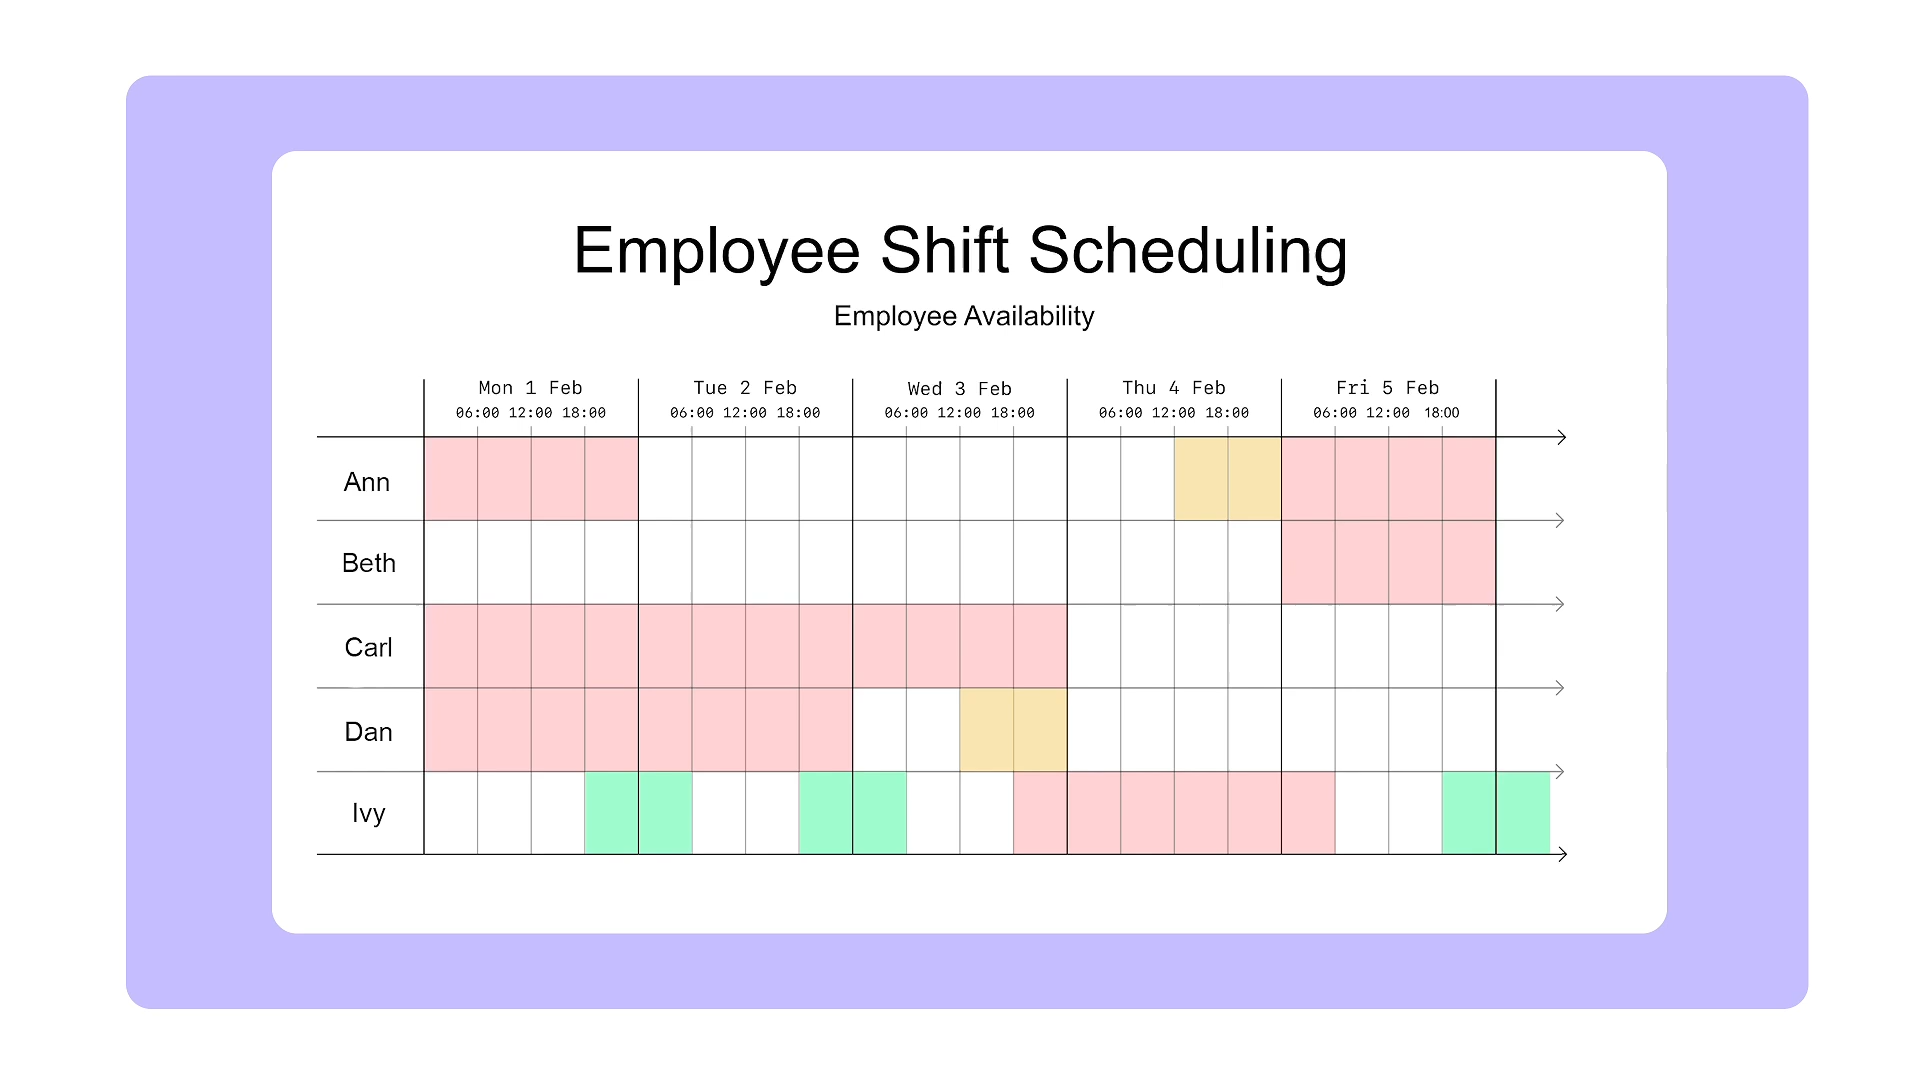 Employee Shift Scheduling
Employee Availability
Mon 1 Feb Tue 2 Feb Wed 3 Feb Thu 4 Feb Fri 5 Feb
06:00 12:00 18:00 06:00 12:00 18:00 06:00 12:00 18:00 06:00 12:00 18:00 06:00 12:00 18:00
Ann
Beth
Carl
Dan
Ivy